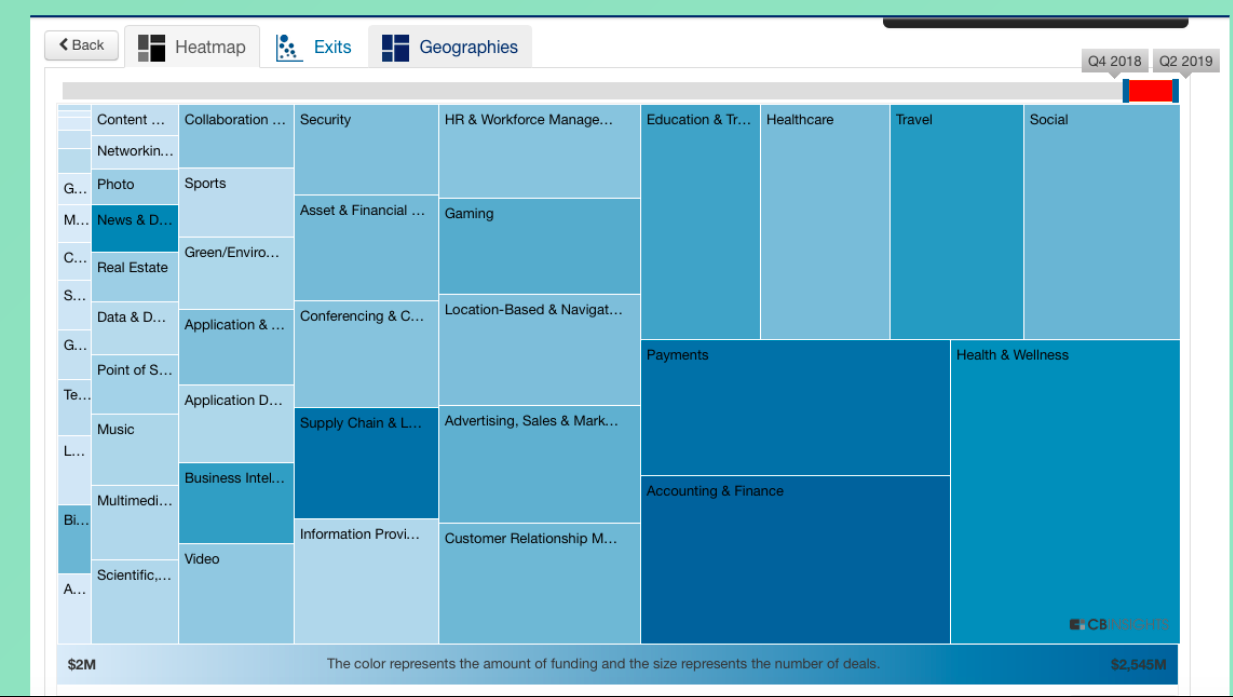 Back
Heatmap
Exits
Geographies
Q4 2018
Q2 2019
G...
M...
C...
S...
G...
Te...
L...
Bi...
A...
Content ...
Networkin...
Photo
News & D...
Real Estate
Data & D...
Point of S...
Music
Multimedi...
Scientific,...
Collaboration ...
Sports
Green/Enviro...
Application & ...
Application D...
Business Intel...
Video
Security
Asset & Financial ...
Conferencing & C...
Supply Chain & L...
Information Provi...
HR & Workforce Manage...
Gaming
Location-Based & Navigat...
Advertising, Sales & Mark...
Customer Relationship M...
Education & Tr...
Healthcare
Travel
Social
Payments
Accounting & Finance
Health & Wellness
CBINSIGHTS
$2M
The color represents the amount of funding and the size represents the number of deals.
$2,545M